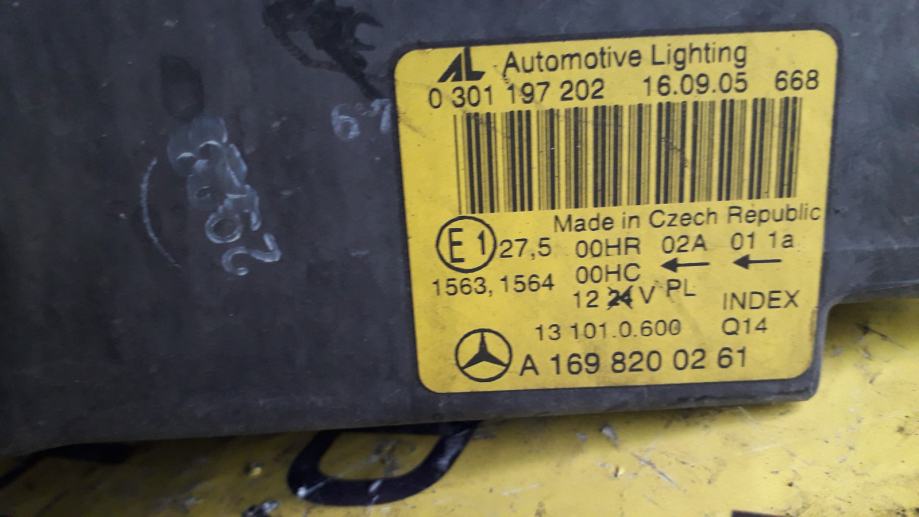 AL Automotive Lighting
0 301 197 202 16.09.05 668
Made in Czech Republic
E1 27,5 00HR 02A 01 1a
00HC ← ←
1563, 1564
12 24 V PL
INDEX
13 101.0.600 Q14
A 169 820 02 61